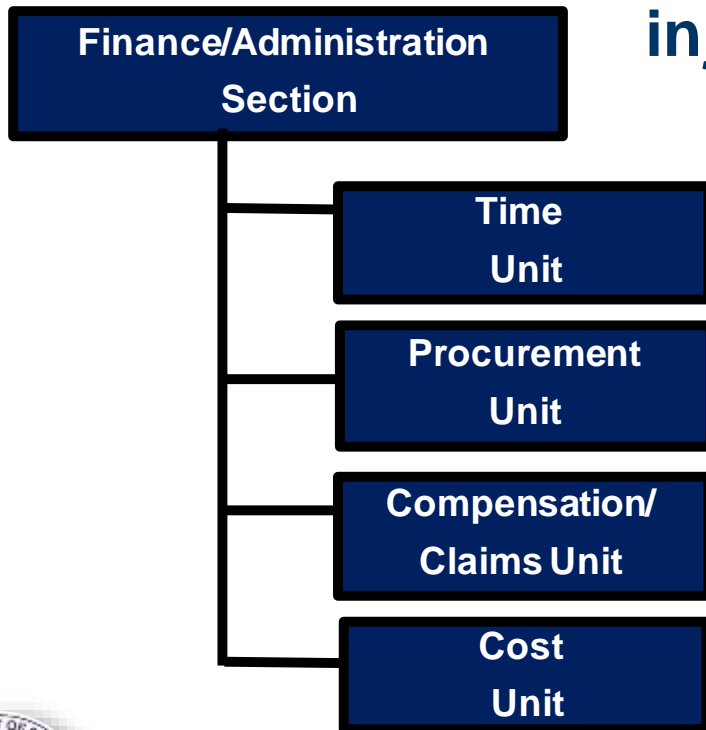 Finance/Administration
Section
Time
Unit
Procurement
Unit
Compensation/
Claims Unit
Cost
Unit